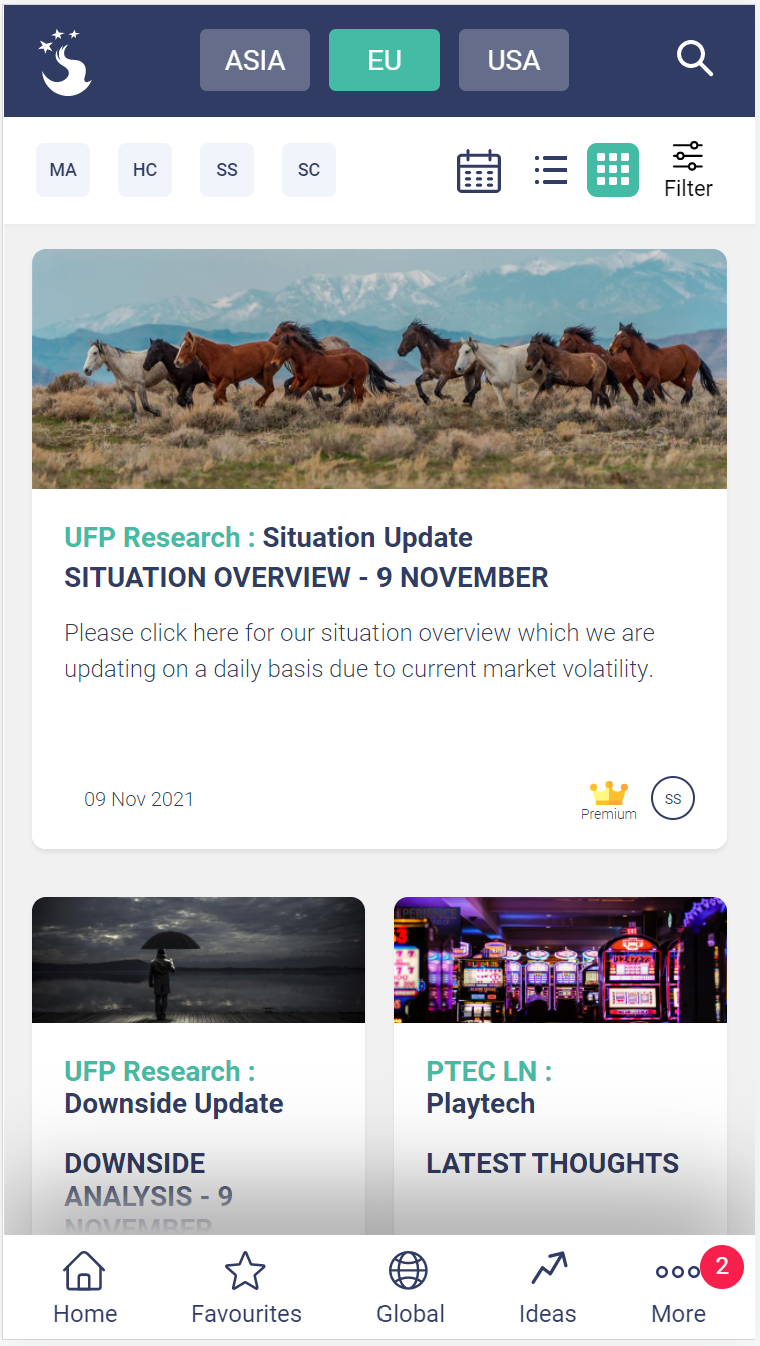 ASIA
EU
USA
MA
HC
SS
SC
Filter
UFP Research : Situation Update
SITUATION OVERVIEW - 9 NOVEMBER
Please click here for our situation overview which we are
updating on a daily basis due to current market volatility.
09 Nov 2021
Premium
SS
UFP Research :
Downside Update
DOWNSIDE
ANALYSIS - 9
NOVEMBER
PTEC LN :
Playtech
LATEST THOUGHTS
Home
Favourites
Global
Ideas
More
2